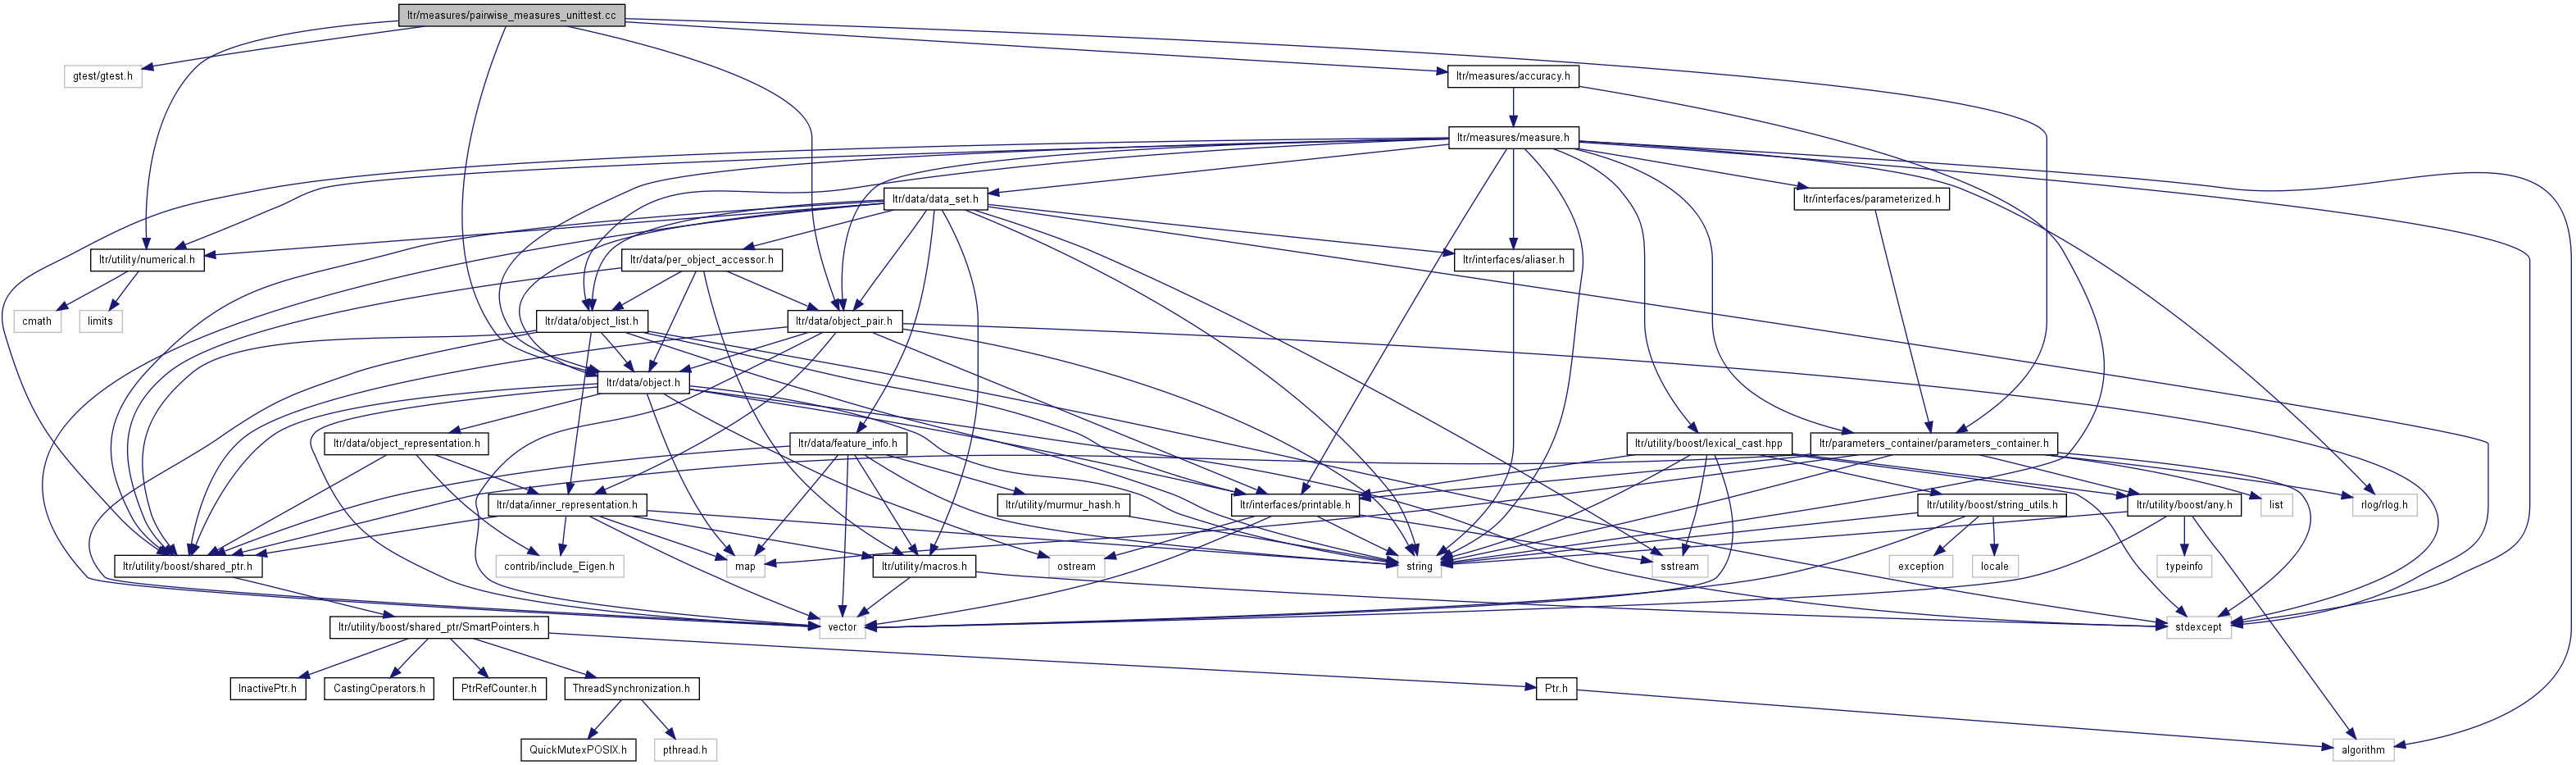 ltr/measures/pairwise_measures_unittest.cc
gtest/gtest.h
ltr/measures/accuracy.h
ltr/measures/measure.h
ltr/data/data_set.h
ltr/interfaces/parameterized.h
ltr/utility/numerical.h
ltr/data/per_object_accessor.h
ltr/interfaces/aliaser.h
cmath
limits
ltr/data/object_list.h
ltr/data/object_pair.h
ltr/data/object.h
ltr/data/object_representation.h
ltr/data/feature_info.h
ltr/utility/boost/lexical_cast.hpp
ltr/parameters_container/parameters_container.h
ltr/data/inner_representation.h
ltr/utility/murmur_hash.h
ltr/interfaces/printable.h
ltr/utility/boost/string_utils.h
ltr/utility/boost/any.h
list
rlog/rlog.h
ltr/utility/boost/shared_ptr.h
contrib/include_Eigen.h
map
ltr/utility/macros.h
ostream
string
sstream
exception
locale
typeinfo
ltr/utility/boost/shared_ptr/SmartPointers.h
vector
stdexcept
InactivePtr.h
CastingOperators.h
PtrRefCounter.h
ThreadSynchronization.h
Ptr.h
QuickMutexPOSIX.h
pthread.h
algorithm